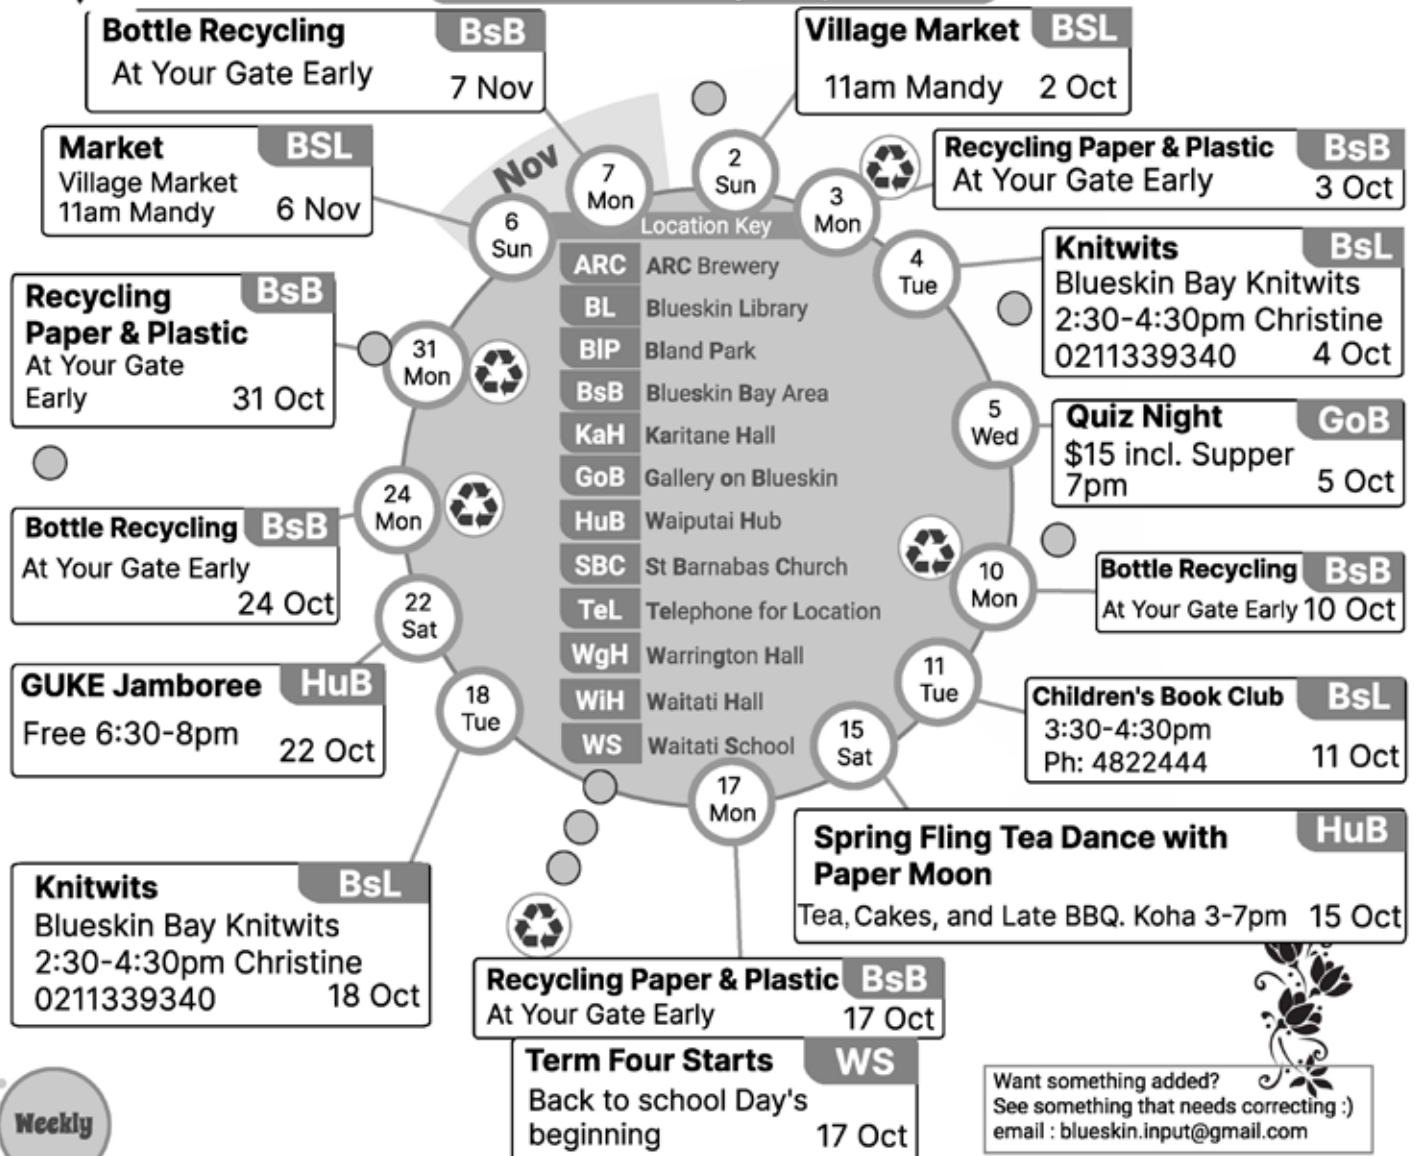 Bottle Recycling BsB
At Your Gate Early
7 Nov
Village Market BSL
11am Mandy 2 Oct
Market BSL
Village Market
11am Mandy 6 Nov
Recycling Paper & Plastic BsB
At Your Gate Early 3 Oct
Nov
7
Mon
2
Sun
3
Mon
6
Sun
4
Tue
Knitwits BsL
Blueskin Bay Knitwits
2:30-4:30pm Christine
0211339340 4 Oct
Recycling BsB
Paper & Plastic
At Your Gate
Early 31 Oct
31
Mon
5
Wed
Quiz Night GoB
$15 incl. Supper
7pm 5 Oct
Location Key
ARC ARC Brewery
BL Blueskin Library
BlP Bland Park
BsB Blueskin Bay Area
KaH Karitane Hall
GoB Gallery on Blueskin
HuB Waiputai Hub
SBC St Barnabas Church
TeL Telephone for Location
WgH Warrington Hall
WiH Waitati Hall
WS Waitati School
24
Mon
Bottle Recycling BsB
At Your Gate Early
24 Oct
10
Mon
Bottle Recycling BsB
At Your Gate Early 10 Oct
22
Sat
GUKE Jamboree HuB
Free 6:30-8pm
22 Oct
11
Tue
Children's Book Club BsL
3:30-4:30pm
Ph: 4822444 11 Oct
18
Tue
15
Sat
17
Mon
Spring Fling Tea Dance with HuB
Paper Moon
Tea, Cakes, and Late BBQ. Koha 3-7pm 15 Oct
Knitwits BsL
Blueskin Bay Knitwits
2:30-4:30pm Christine
0211339340 18 Oct
Recycling Paper & Plastic BsB
At Your Gate Early 17 Oct
Term Four Starts WS
Back to school Day's
beginning 17 Oct
Want something added?
See something that needs correcting :)
email : blueskin.input@gmail.com
Weekly